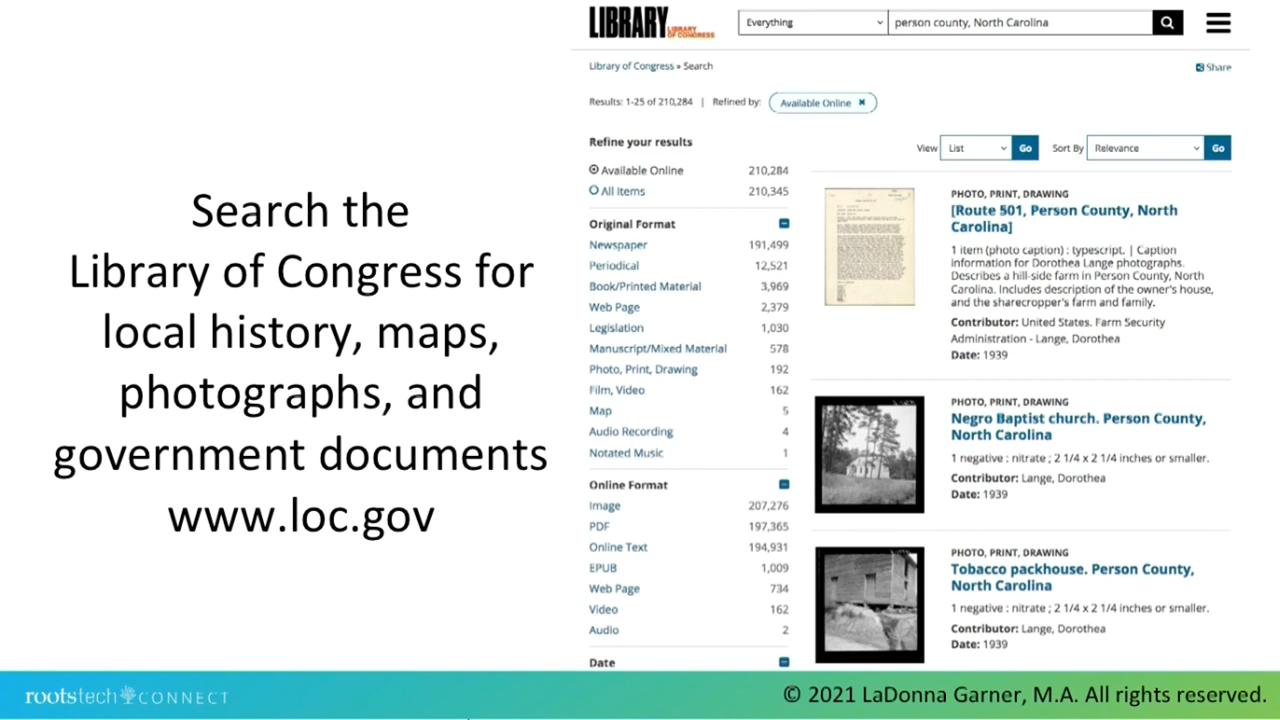 Search the
Library of Congress for
local history, maps,
photographs, and
government documents
www.loc.gov
LIBRARY
LIBRARY
OF CONGRESS
Everything
person county, North Carolina
Library of Congress » Search
Share
Results: 1-25 of 210,284 | Refined by: Available Online ✖
Refine your results
Available Online 210,284
All Items 210,345
Original Format
Newspaper 191,499
Periodical 12,521
Book/Printed Material 3,969
Web Page 2,379
Legislation 1,030
Manuscript/Mixed Material 578
Photo, Print, Drawing 192
Film, Video 162
Map 5
Audio Recording 4
Notated Music 1
Online Format
Image 207,276
PDF 197,365
Online Text 194,931
EPUB 1,009
Web Page 734
Video 162
Audio 2
Date
View List Go Sort By Relevance Go
PHOTO, PRINT, DRAWING
[Route 501, Person County, North
Carolina]
1 item (photo caption) : typescript. | Caption
information for Dorothea Lange photographs.
Describes a hill-side farm in Person County, North
Carolina. Includes description of the owner's house,
and the sharecropper's farm and family.
Contributor: United States. Farm Security
Administration - Lange, Dorothea
Date: 1939
PHOTO, PRINT, DRAWING
Negro Baptist church. Person County,
North Carolina
1 negative : nitrate ; 2 1/4 x 2 1/4 inches or smaller.
Contributor: Lange, Dorothea
Date: 1939
PHOTO, PRINT, DRAWING
Tobacco packhouse. Person County,
North Carolina
1 negative : nitrate ; 2 1/4 x 2 1/4 inches or smaller.
Contributor: Lange, Dorothea
Date: 1939
rootstech CONNECT
© 2021 LaDonna Garner, M.A. All rights reserved.